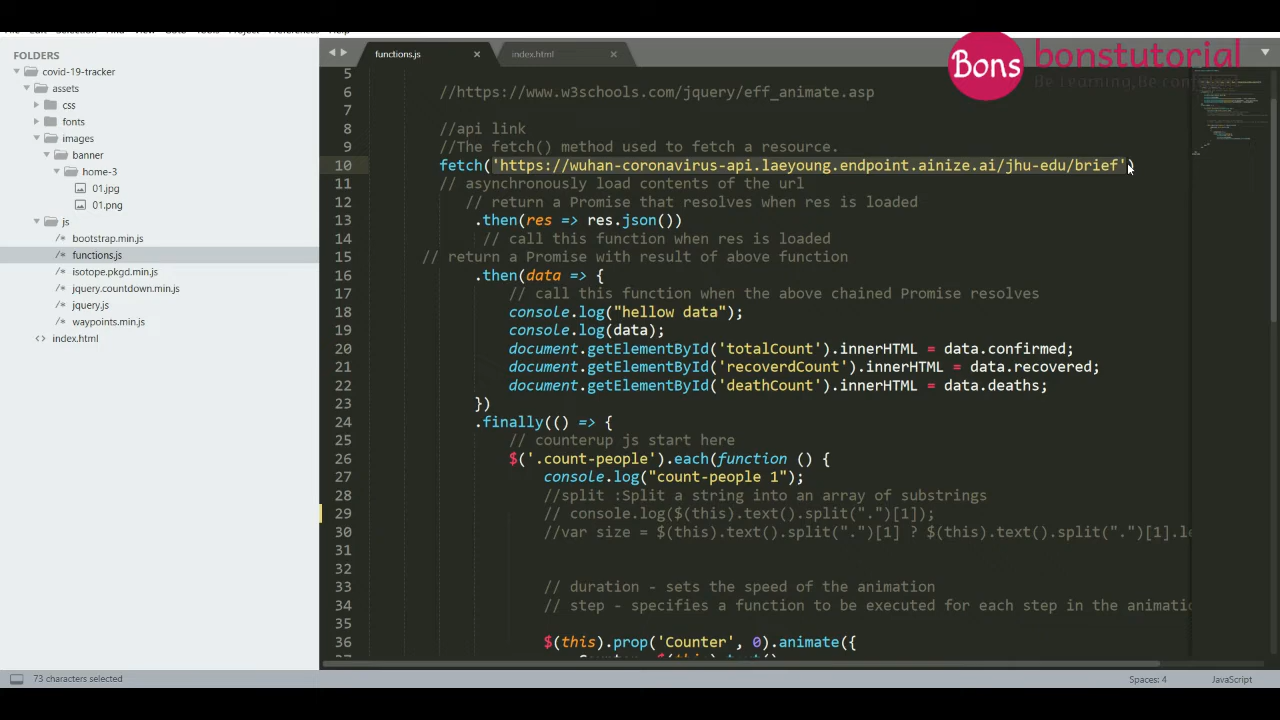 FOLDERS
covid-19-tracker
assets
css
fonts
images
banner
home-3
01.jpg
01.png
js
bootstrap.min.js
functions.js
isotope.pkgd.min.js
jquery.countdown.min.js
jquery.js
waypoints.min.js
index.html
functions.js
index.html
Bons bonstutorial
Be Learning,Be
5
6 //https://www.w3schools.com/jquery/eff_animate.asp
7
8 //api link
9 //The fetch() method used to fetch a resource.
10 fetch('https://wuhan-coronavirus-api.laeyoung.endpoint.ainize.ai/jhu-edu/brief')
11 // asynchronously load contents of the url
12 // return a Promise that resolves when res is loaded
13 .then(res => res.json())
14 // call this function when res is loaded
15 // return a Promise with result of above function
16 .then(data => {
17 // call this function when the above chained Promise resolves
18 console.log("hellow data");
19 console.log(data);
20 document.getElementById('totalCount').innerHTML = data.confirmed;
21 document.getElementById('recoverdCount').innerHTML = data.recovered;
22 document.getElementById('deathCount').innerHTML = data.deaths;
23 })
24 .finally(() => {
25 // counterup js start here
26 $('.count-people').each(function () {
27 console.log("count-people 1");
28 //split :Split a string into an array of substrings
29 // console.log($(this).text().split(".")[1]);
30 //var size = $(this).text().split(".")[1] ? $(this).text().split(".")[1].le
31
32
33 // duration - sets the speed of the animation
34 // step - specifies a function to be executed for each step in the animatio
35
36 $(this).prop('Counter', 0).animate({
73 characters selected
Spaces: 4
JavaScript